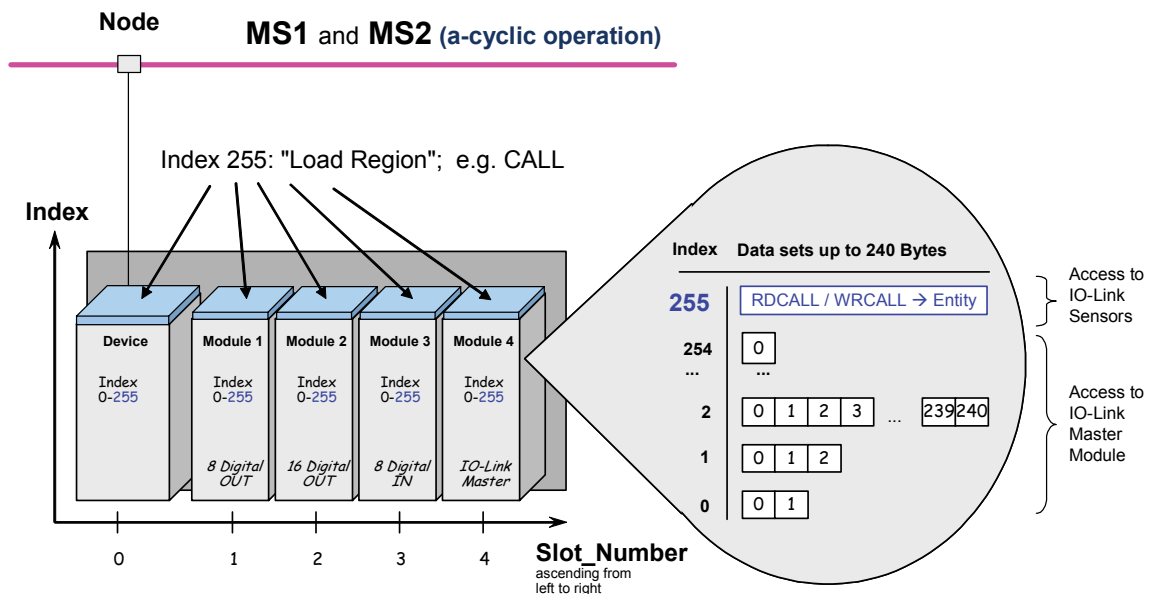 Node
MS1 and MS2 (a-cyclic operation)
Index 255: "Load Region"; e.g. CALL
Index
Device
Index
0-255
Module 1
Index
0-255
8 Digital
OUT
Module 2
Index
0-255
16 Digital
OUT
Module 3
Index
0-255
8 Digital
IN
Module 4
Index
0-255
IO-Link
Master
0 1 2 3 4
Slot_Number
ascending from
left to right
Index Data sets up to 240 Bytes
255 RDCALL / WRCALL → Entity
254 0
... ...
2 0 1 2 3 ... 239 240
1 0 1 2
0 0 1
Access to
IO-Link
Sensors
Access to
IO-Link
Master
Module